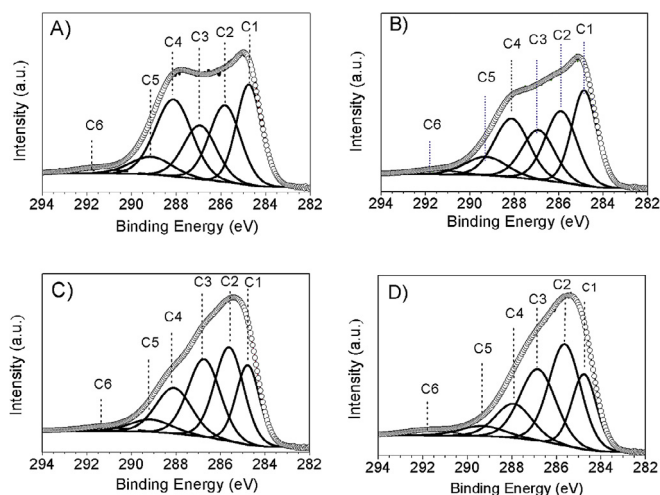 A)
C6
C5
C4
C3
C2
C1
Intensity (a.u.)
294 292 290 288 286 284 282
Binding Energy (eV)
B)
C6
C5
C4
C3
C2
C1
Intensity (a.u.)
294 292 290 288 286 284 282
Binding Energy (eV)
C)
C6
C5
C4
C3
C2
C1
Intensity (a.u.)
294 292 290 288 286 284 282
Binding Energy (eV)
D)
C6
C5
C4
C3
C2
C1
Intensity (a.u.)
294 292 290 288 286 284 282
Binding Energy (eV)